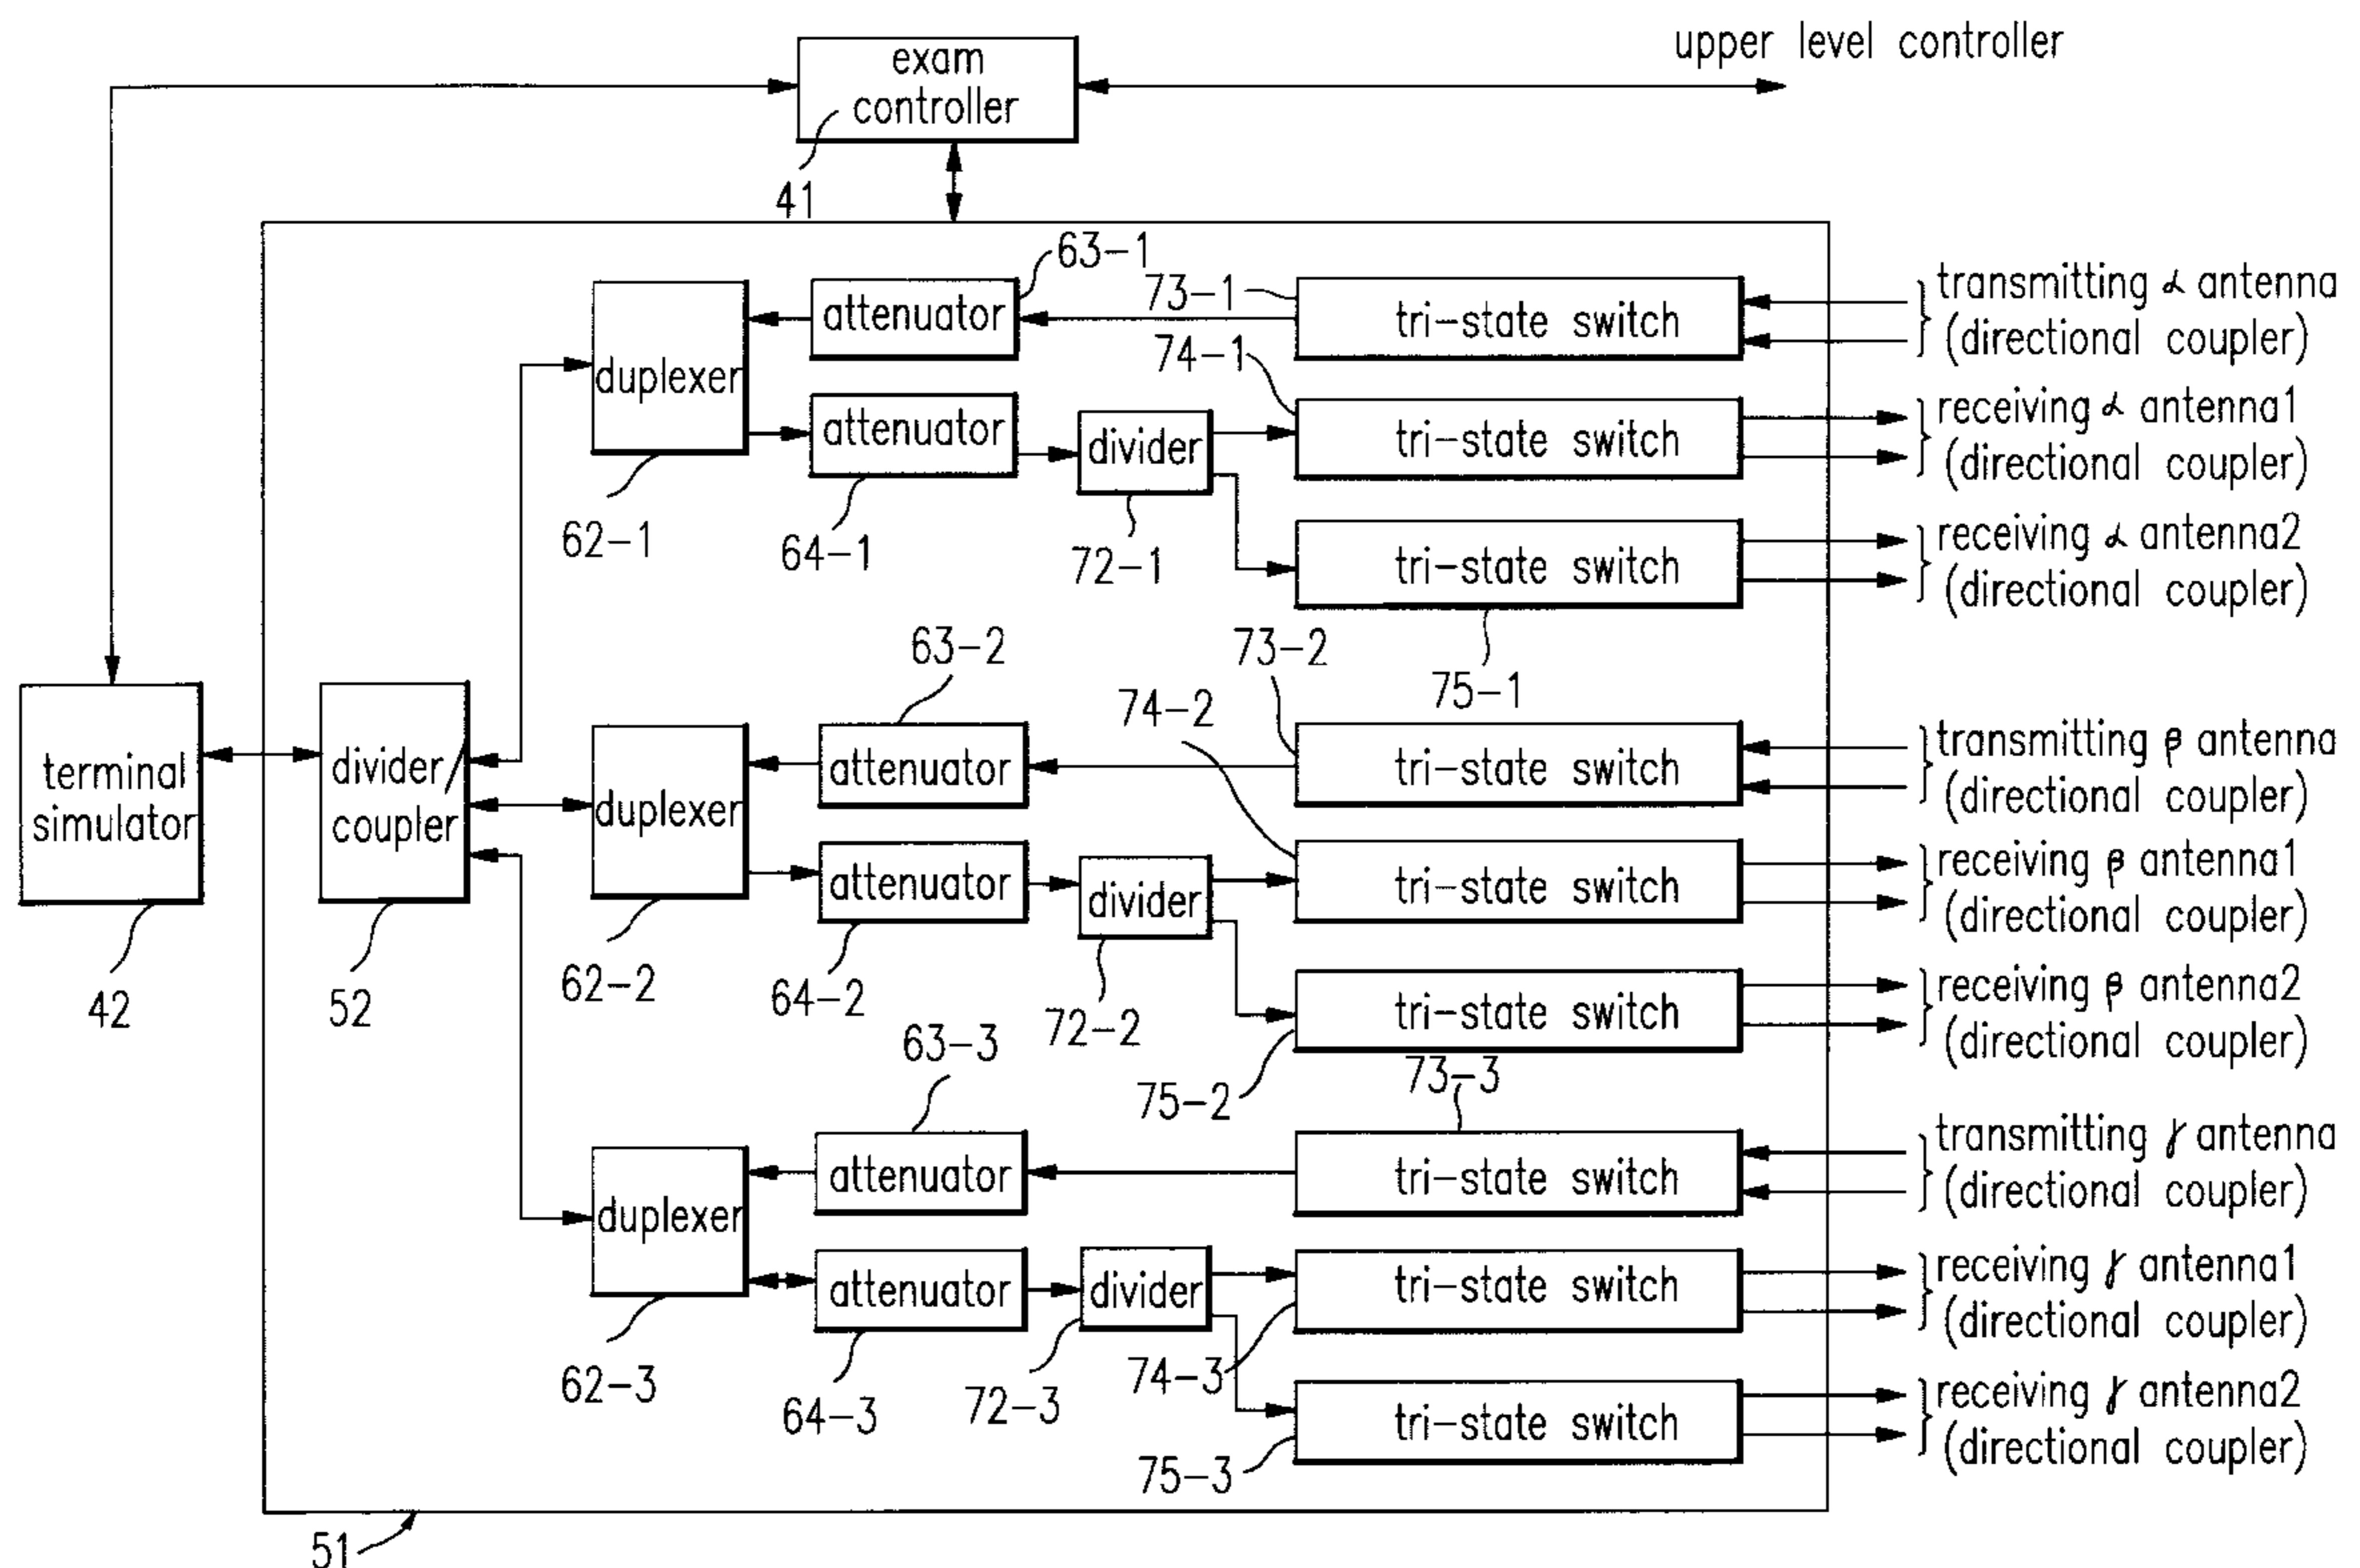 upper level controller
exam
controller
41
63-1
73-1
transmitting α antenna
(directional coupler)
attenuator
tri-state switch
74-1
duplexer
receiving α antenna1
(directional coupler)
attenuator
divider
tri-state switch
62-1
64-1
72-1
receiving α antenna2
(directional coupler)
tri-state switch
75-1
63-2
73-2
74-2
transmitting β antenna
(directional coupler)
terminal
simulator
divider/
coupler
duplexer
attenuator
tri-state switch
receiving β antenna1
(directional coupler)
attenuator
divider
tri-state switch
42
52
62-2
64-2
72-2
receiving β antenna2
(directional coupler)
tri-state switch
75-2
63-3
73-3
transmitting γ antenna
(directional coupler)
attenuator
tri-state switch
duplexer
receiving γ antenna1
(directional coupler)
attenuator
divider
tri-state switch
62-3
64-3
72-3
74-3
receiving γ antenna2
(directional coupler)
tri-state switch
75-3
51